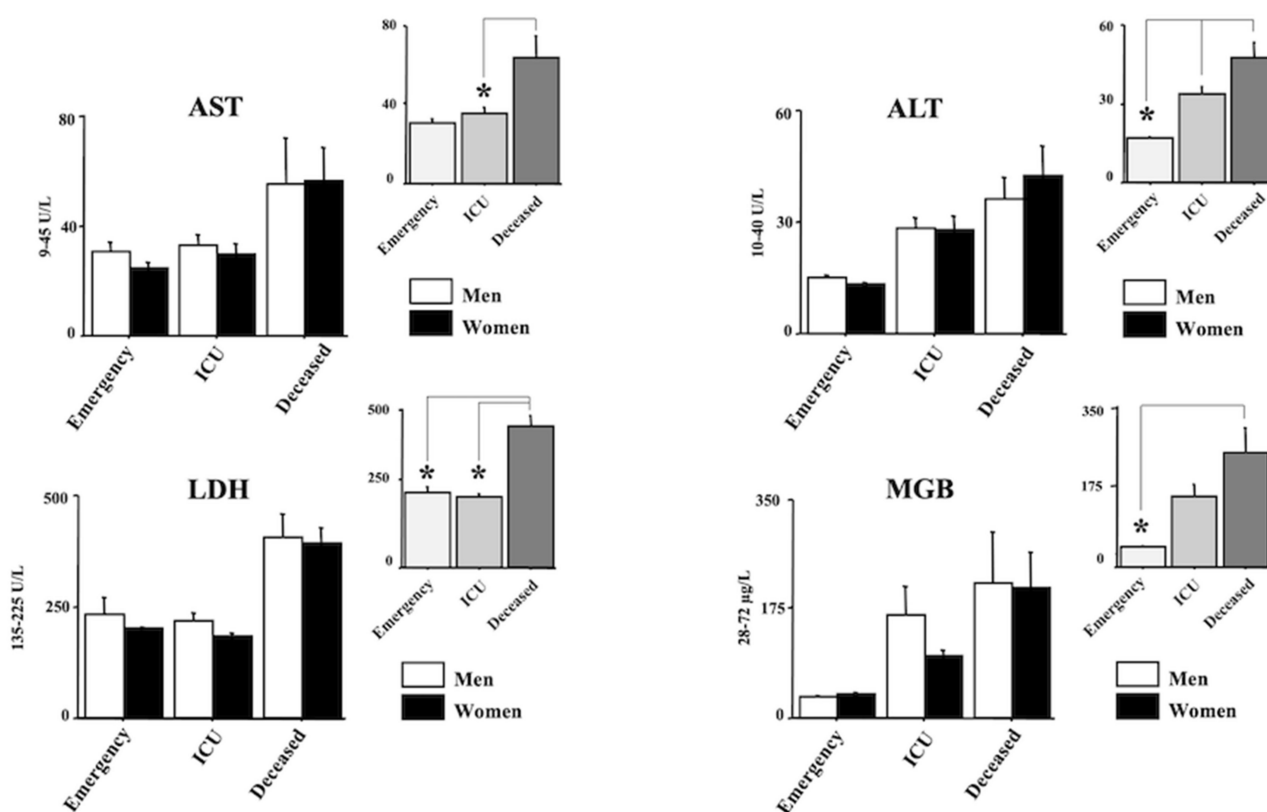 AST
80
40
0
9-45 U/L
Emergency
ICU
Deceased
80
40
0
*
Emergency
ICU
Deceased
Men
Women
ALT
60
30
0
10-40 U/L
Emergency
ICU
Deceased
60
30
0
*
Emergency
ICU
Deceased
Men
Women
LDH
500
250
0
135-225 U/L
Emergency
ICU
Deceased
500
250
0
* *
Emergency
ICU
Deceased
Men
Women
MGB
350
175
0
28-72 µg/L
Emergency
ICU
Deceased
350
175
0
*
Emergency
ICU
Deceased
Men
Women